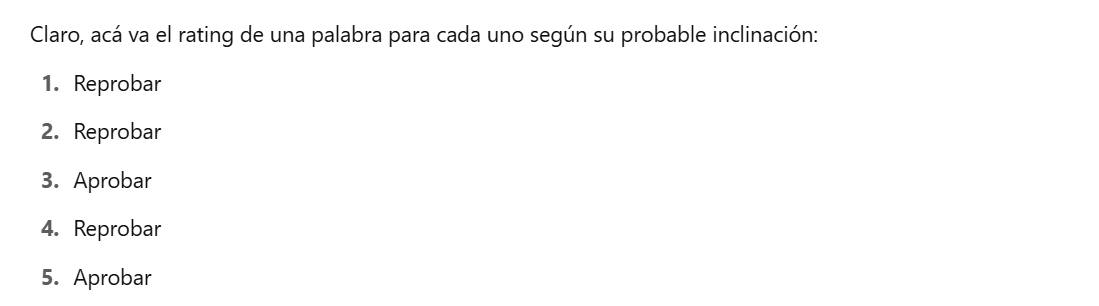 Claro, acá va el rating de una palabra para cada uno según su probable inclinación:
1. Reprobar
2. Reprobar
3. Aprobar
4. Reprobar
5. Aprobar